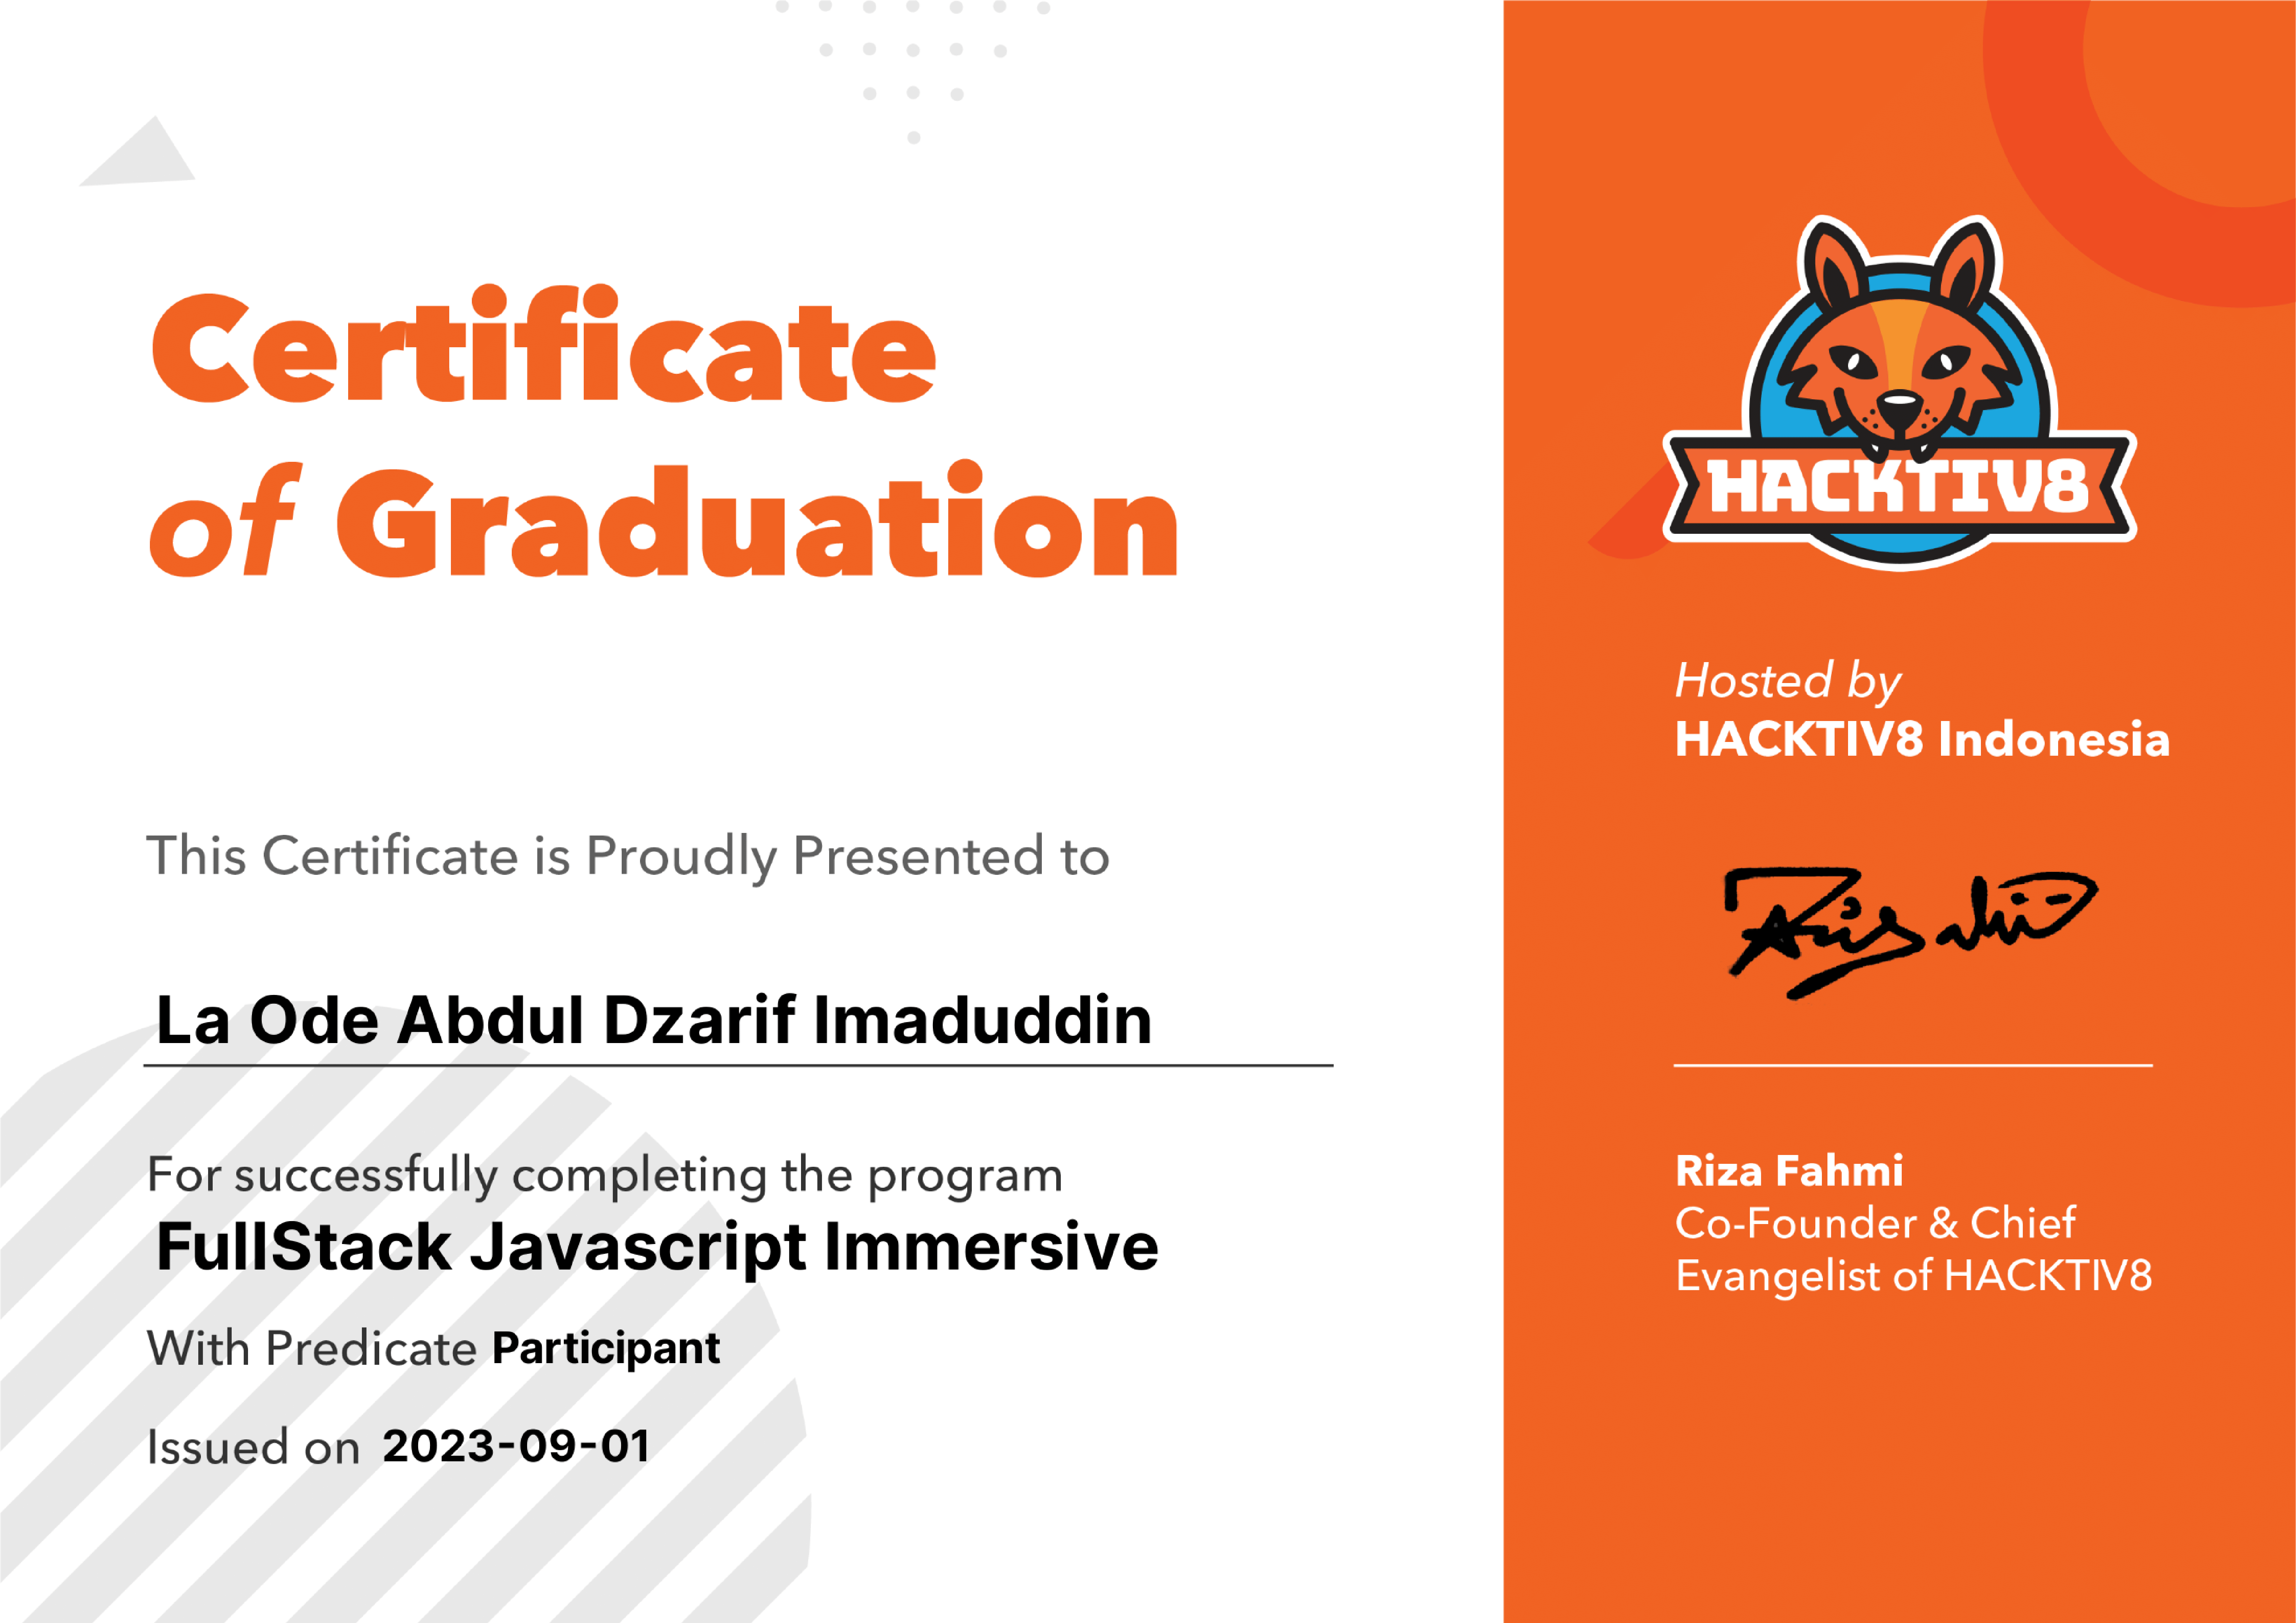 Certificate
of Graduation
This Certificate is Proudly Presented to
La Ode Abdul Dzarif Imaduddin
For successfully completing the program
FullStack Javascript Immersive
With Predicate Participant
Issued on 2023-09-01
HACKTIV8
Hosted by
HACKTIV8 Indonesia
Riza Fahmi
Co-Founder & Chief
Evangelist of HACKTIV8